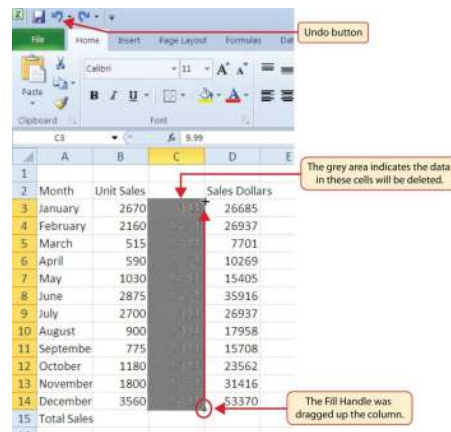 Undo button
File Home Insert Page Layout Formulas Dat
Calibri 11 A A
Paste B I U A
Clipboard Font
C3 fx 9.99
A B C D E
1
2 Month Unit Sales Sales Dollars
The grey area indicates the data
in these cells will be deleted.
3 January 2670 26685
4 February 2160 26937
5 March 515 7701
6 April 590 10269
7 May 1030 15405
8 June 2875 35916
9 July 2700 26937
10 August 900 17958
11 Septembe 775 15708
12 October 1180 23562
13 November 1800 31416
14 December 3560 53370
The Fill Handle was
dragged up the column.
15 Total Sales